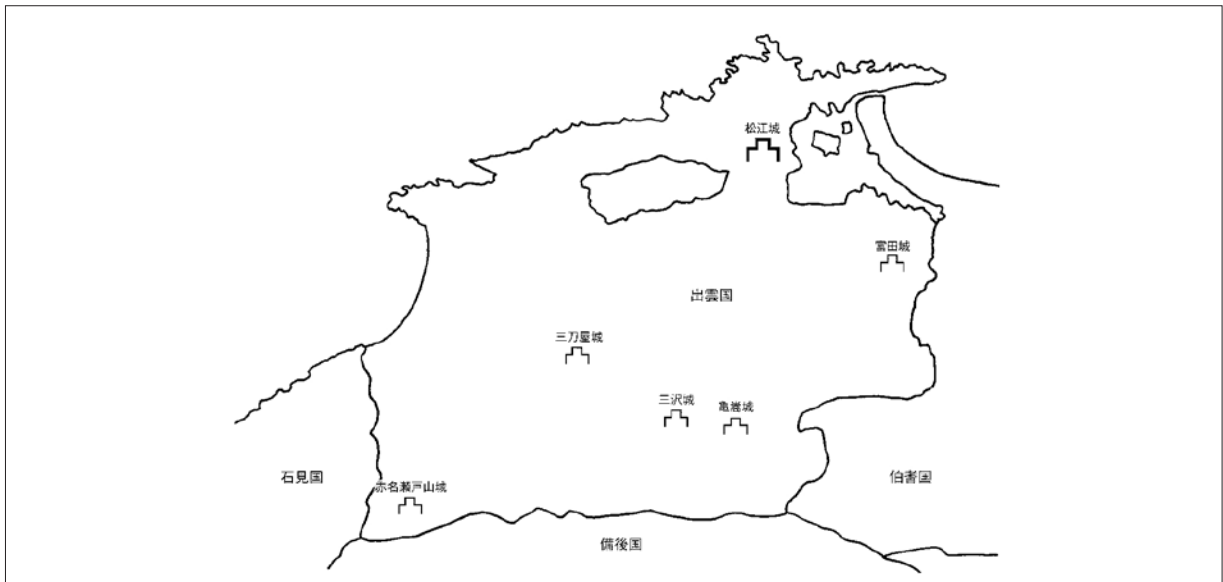 松江城
富田城
出雲国
三刀屋城
三沢城
亀嵩城
石見国
赤名瀬戸山城
伯耆国
備後国